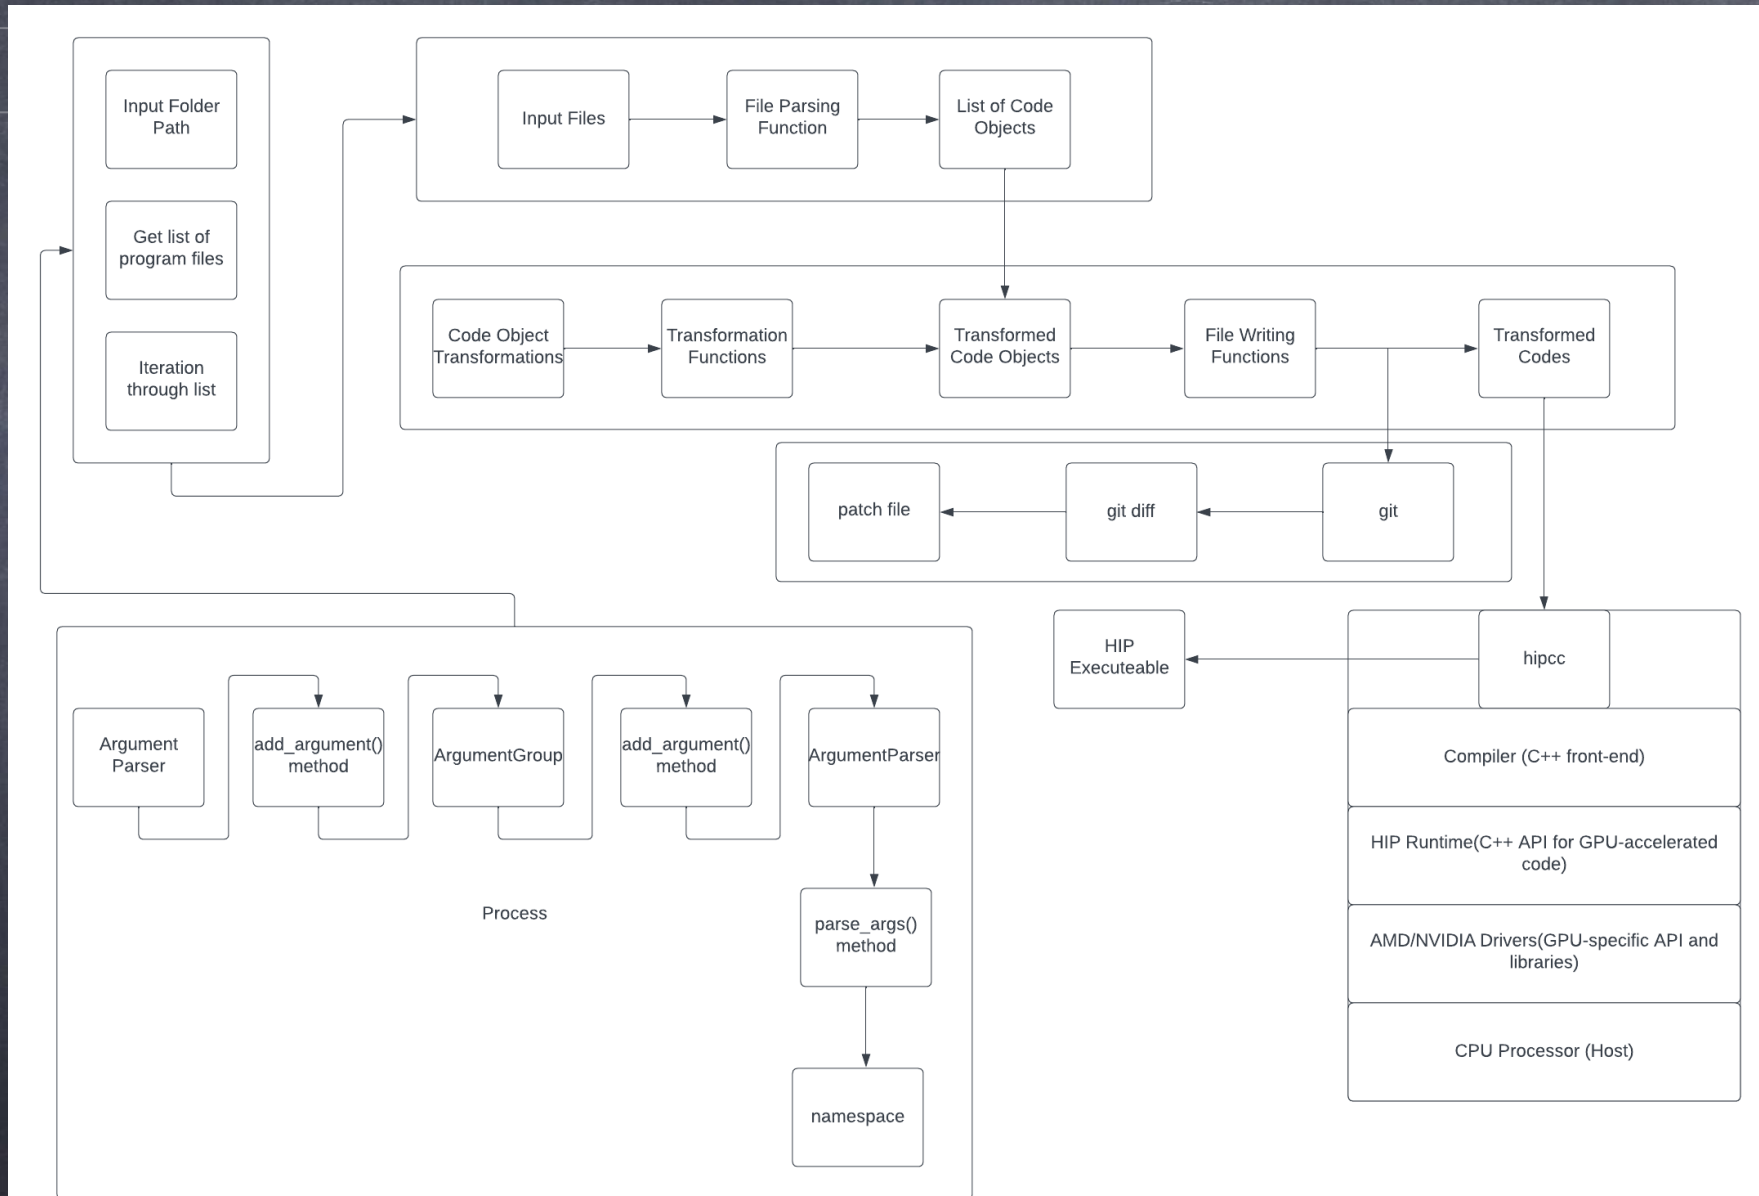 Input Folder
Path
Get list of
program files
Iteration
through list
Input Files
File Parsing
Function
List of Code
Objects
Code Object
Transformations
Transformation
Functions
Transformed
Code Objects
File Writing
Functions
Transformed
Codes
patch file
git diff
git
HIP
Executeable
hipcc
Compiler (C++ front-end)
HIP Runtime(C++ API for GPU-accelerated
code)
AMD/NVIDIA Drivers(GPU-specific API and
libraries)
CPU Processor (Host)
Argument
Parser
add_argument()
method
ArgumentGroup
add_argument()
method
ArgumentParser
Process
parse_args()
method
namespace